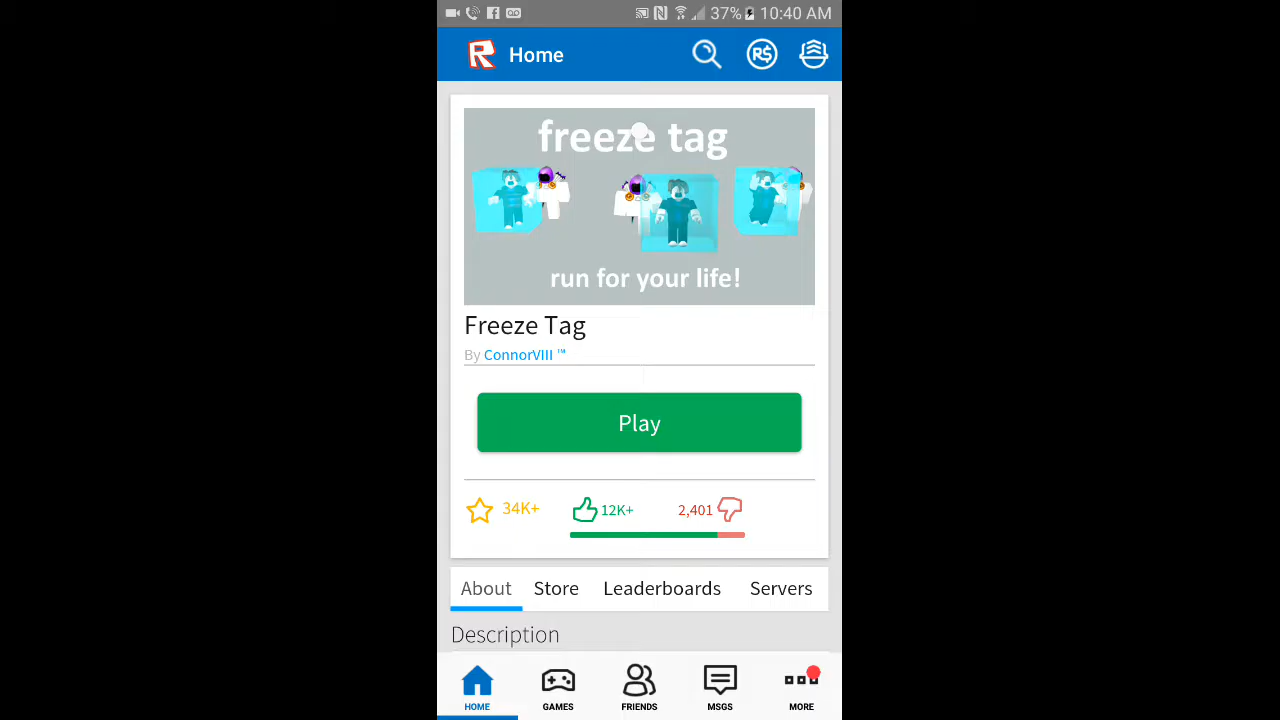 37% 10:40 AM
R Home R$
freeze tag
run for your life!
Freeze Tag
By ConnorVIII ™
Play
34K+ 12K+ 2,401
About Store Leaderboards Servers
Description
HOME GAMES FRIENDS MSGS MORE